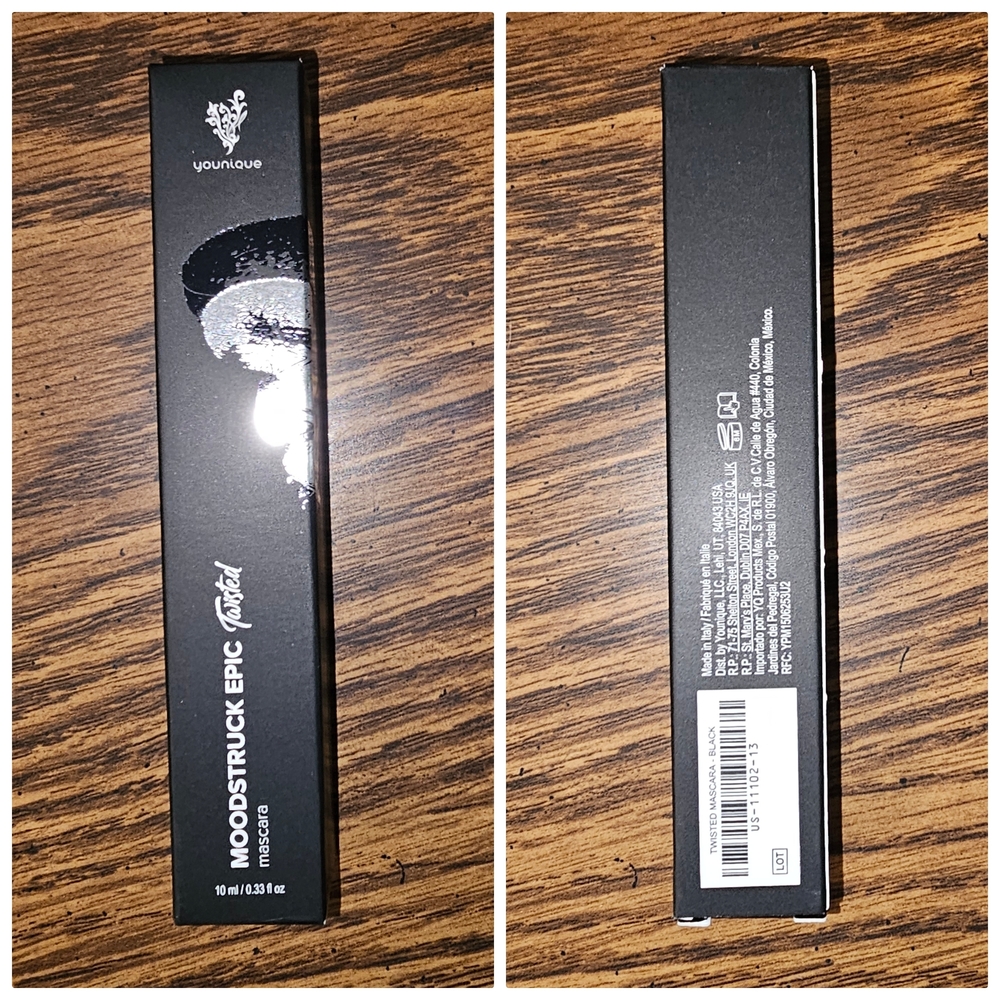 younique
MOODSTRUCK EPIC Twisted
mascara
10 ml / 0.33 fl oz
Made in Italy / Fabriqué en Italie
Dist. by Younique, LLC., Lehi, UT, 84043 USA
R.P.: 71-75 Shelton Street, London WC2H 9JQ,UK
R.P.: St. Mary's Place, Dublin D07 P4AX, IE
Importado por: YQ Products Mex., S. de R.L. de C.V.Calle de Agua #440, Colonia
Jardines del Pedregal, Código Postal 01900, Álvaro Obregón, Ciudad de México, México.
RFC: YPM1506253U2
6M
TWISTED MASCARA - BLACK
US-11102-13
LOT